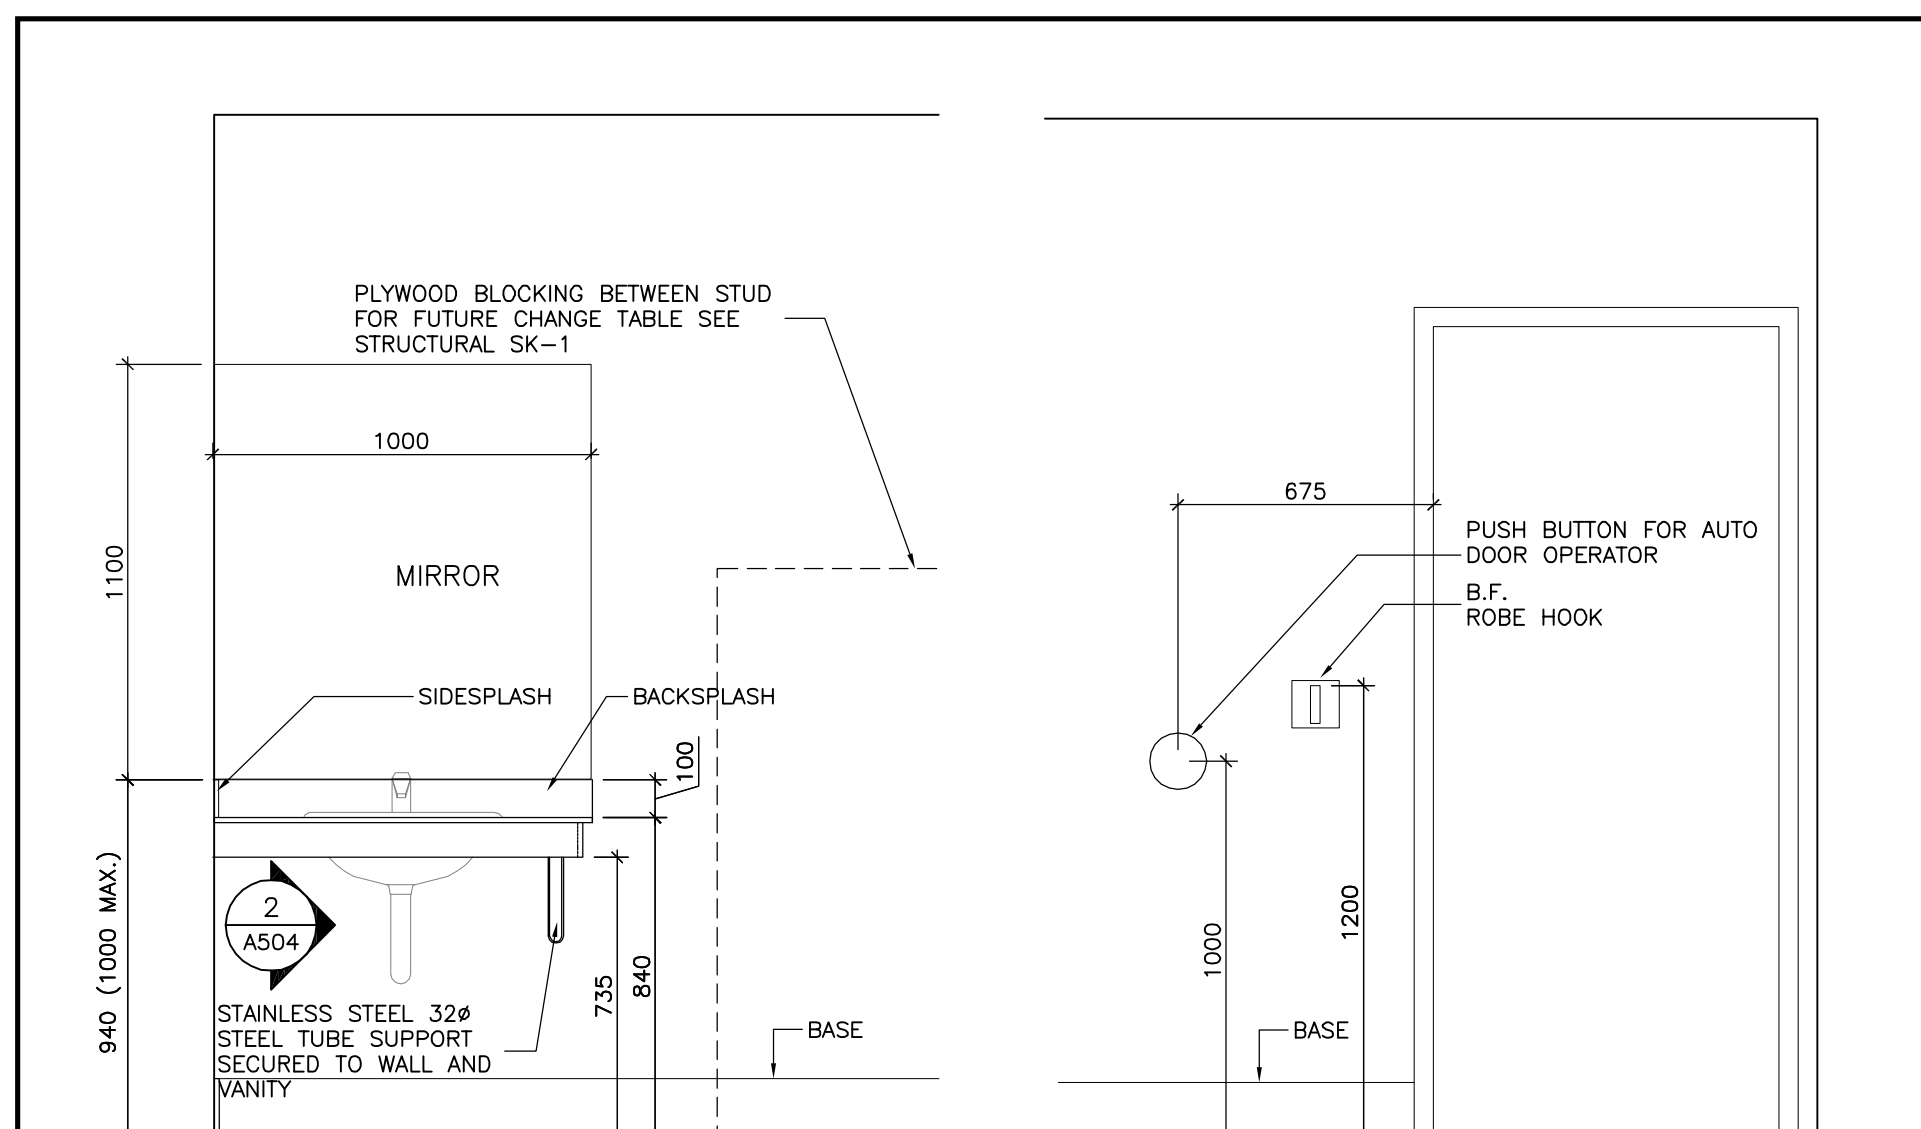 PLYWOOD BLOCKING BETWEEN STUD
FOR FUTURE CHANGE TABLE SEE
STRUCTURAL SK-1
1000
1100
MIRROR
SIDESPLASH
BACKSPLASH
100
940 (1000 MAX.)
2
A504
735
840
STAINLESS STEEL 32ø
STEEL TUBE SUPPORT
SECURED TO WALL AND
VANITY
BASE
675
PUSH BUTTON FOR AUTO
DOOR OPERATOR
B.F.
ROBE HOOK
1000
1200
BASE